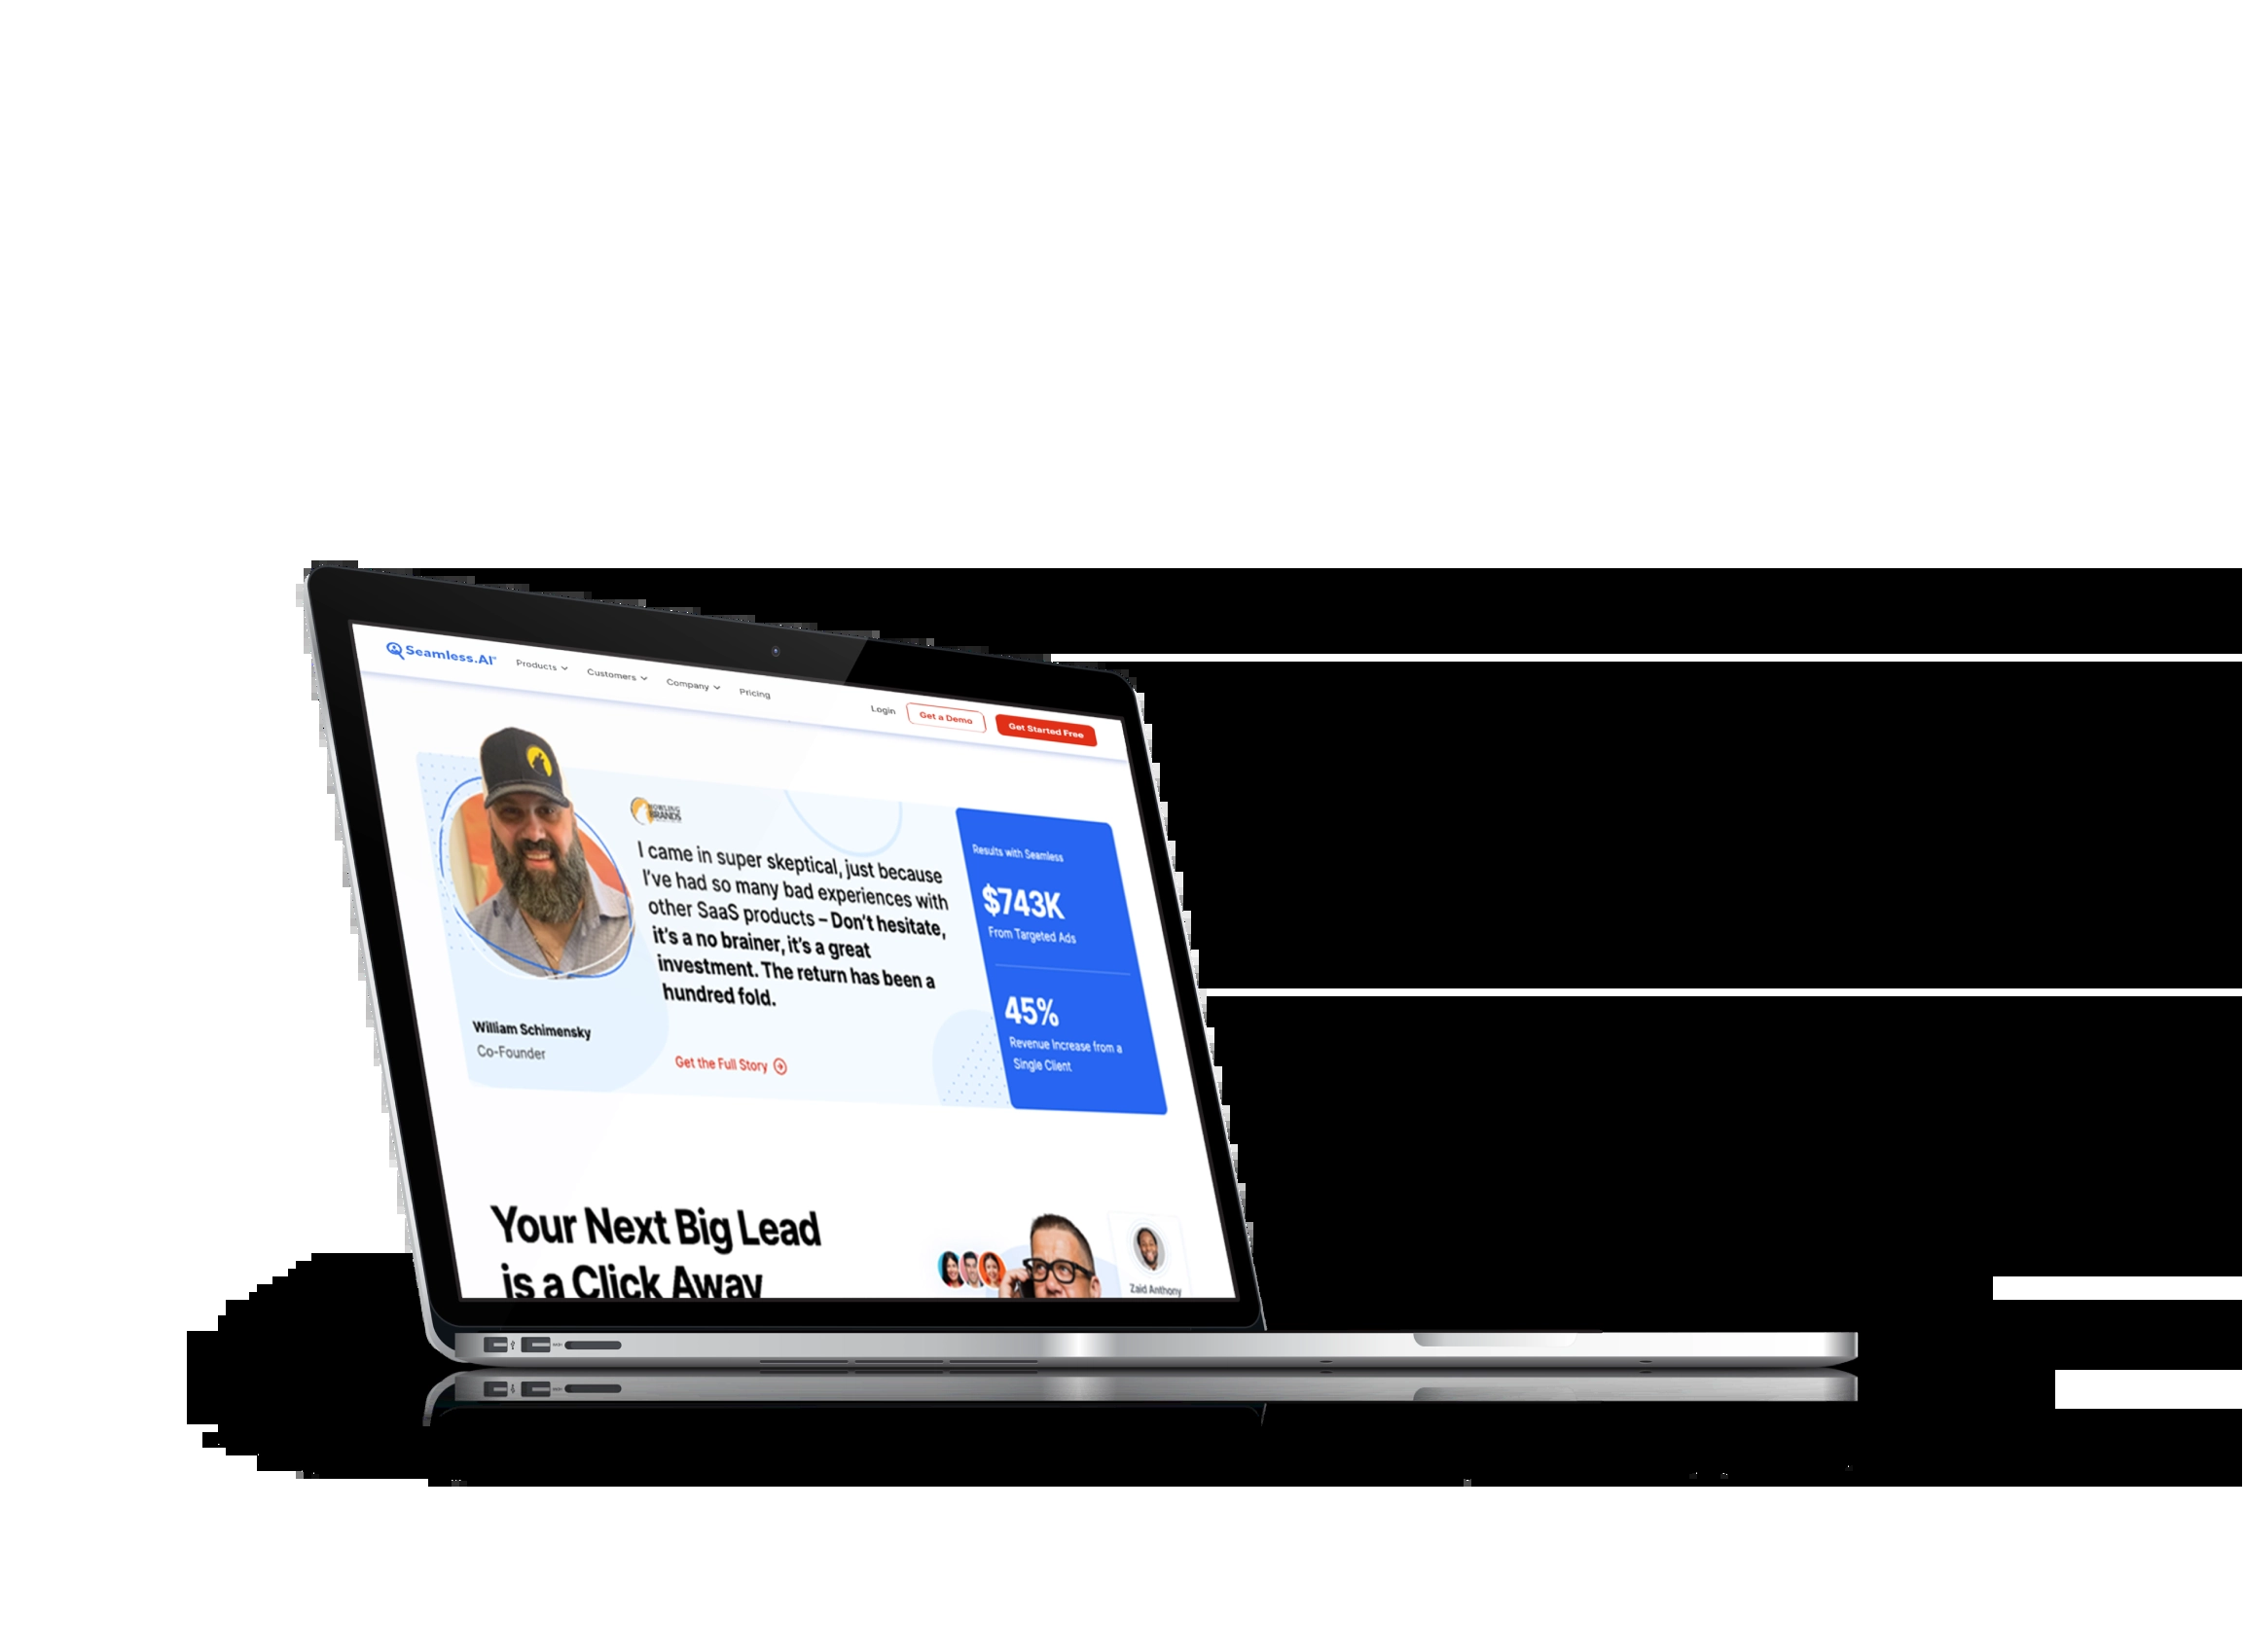 Seamless.AI™ Products Customers Company Pricing
Login Get a Demo Get Started Free
HOWLING
BRANDS
I came in super skeptical, just because
I've had so many bad experiences with
other SaaS products – Don't hesitate,
it's a no brainer, it's a great
investment. The return has been a
hundred fold.
William Schimensky
Co-Founder
Get the Full Story
Results with Seamless
$743K
From Targeted Ads
45%
Revenue Increase from a
Single Client
Your Next Big Lead
is a Click Away
Zaid Anthony